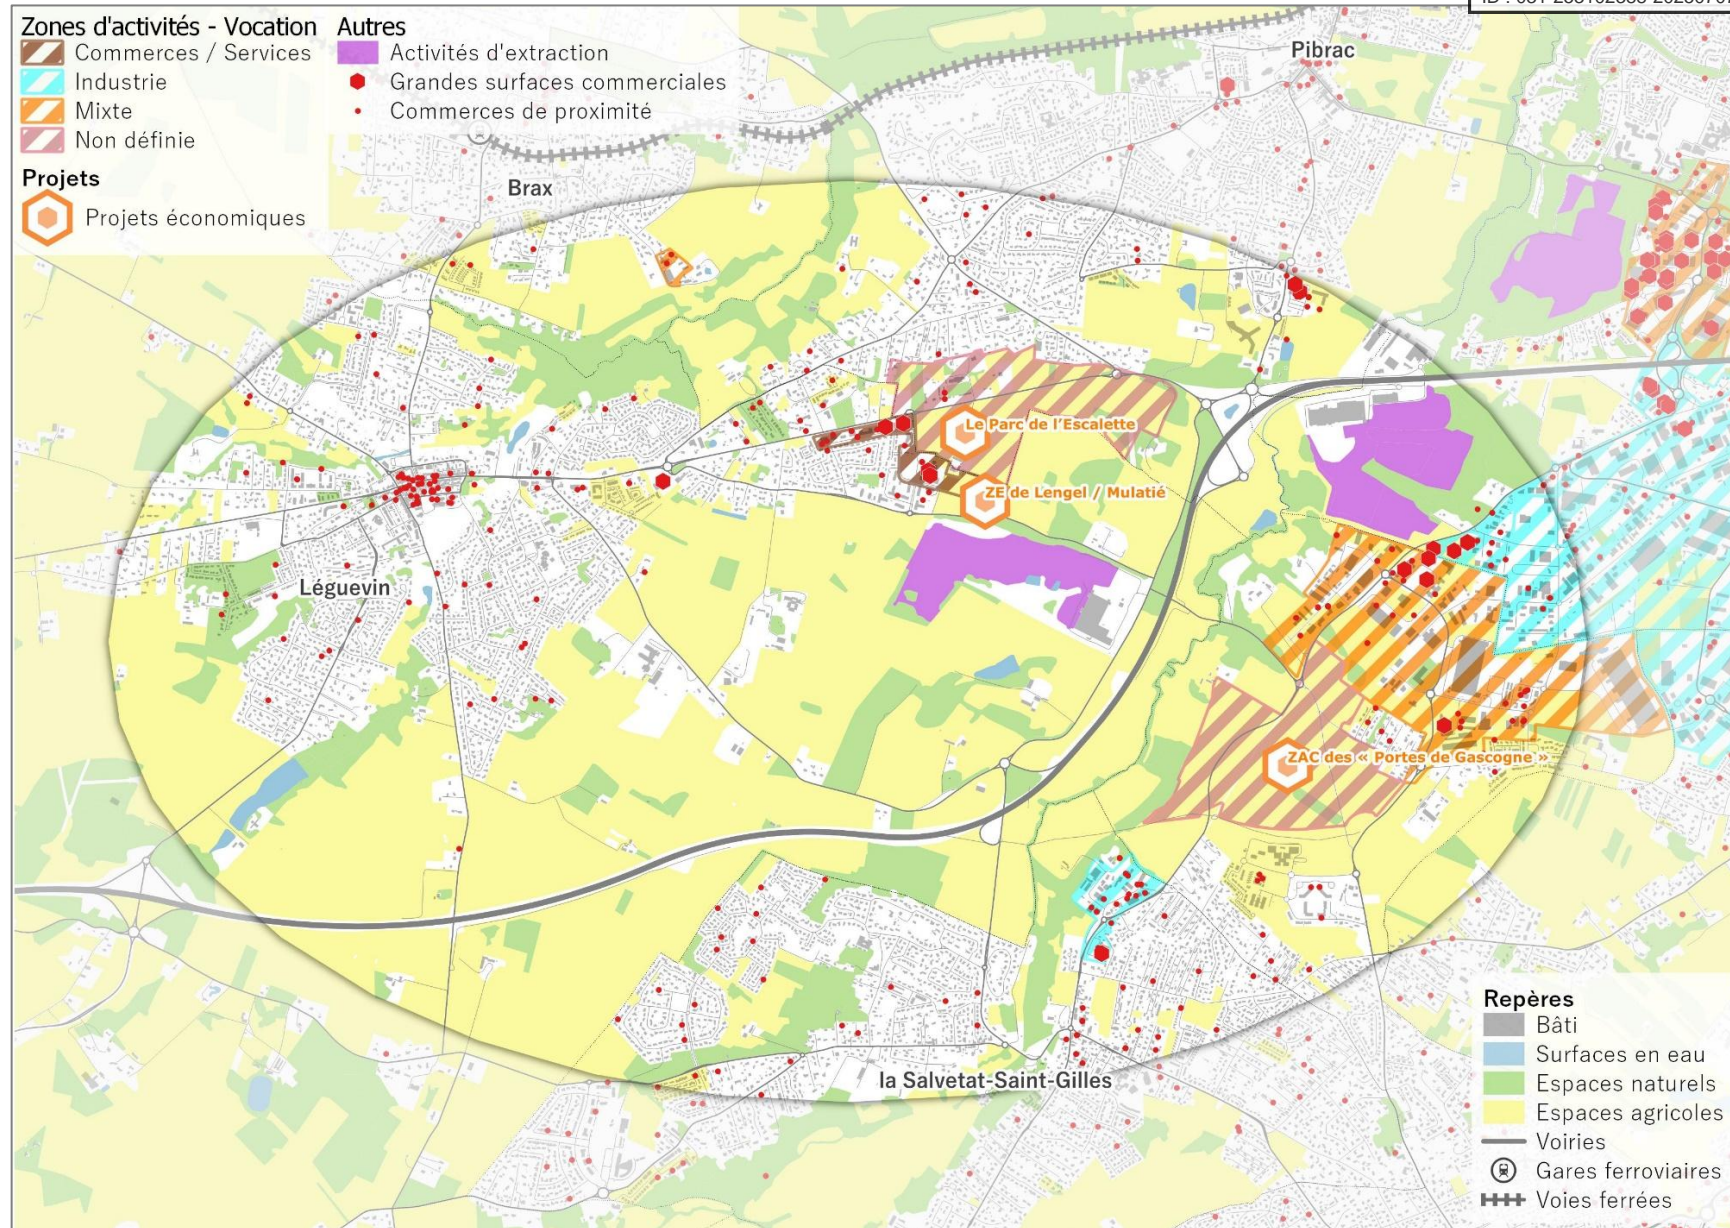 Zones d'activités - Vocation
Commerces / Services
Industrie
Mixte
Non définie
Autres
Activités d'extraction
Grandes surfaces commerciales
Commerces de proximité
Projets
Projets économiques
Pibrac
Brax
H
Le Parc de l'Escalette
ZE de Lengel / Mulatié
Léguevin
ZAC des « Portes de Gascogne »
la Salvetat-Saint-Gilles
Repères
Bâti
Surfaces en eau
Espaces naturels
Espaces agricoles
Voiries
Gares ferroviaires
Voies ferrées